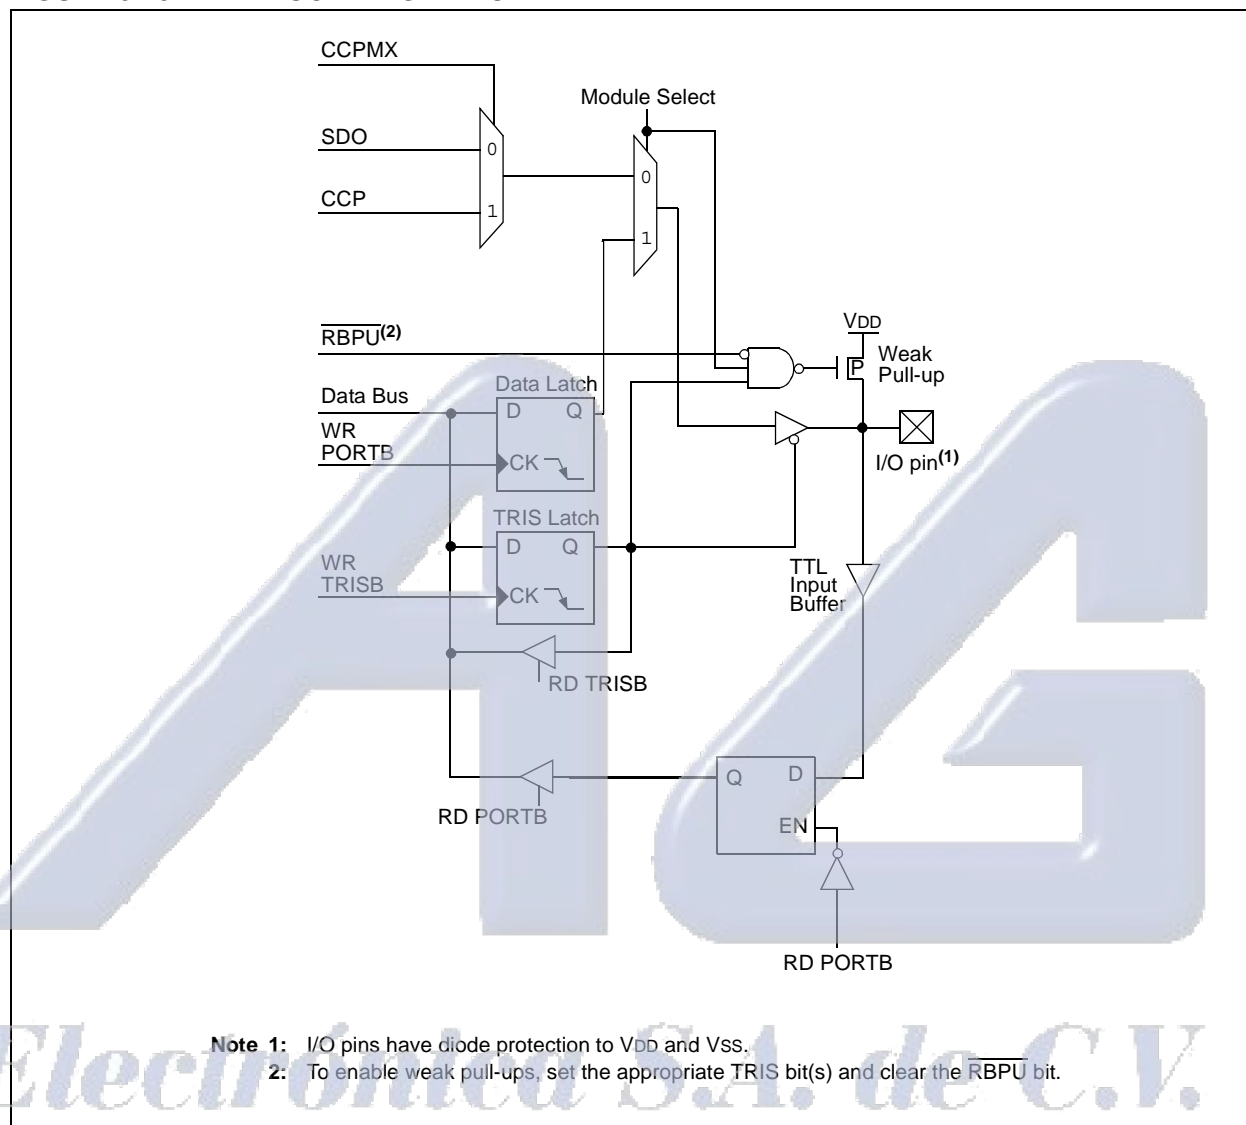 CCPMX
Module Select
SDO
0
0
CCP
1
1
RBPU(2)
VDD
P
Weak
Pull-up
Data Bus
Data Latch
D
Q
WR
PORTB
CK
I/O pin(1)
TRIS Latch
D
Q
WR
TRISB
CK
TTL
Input
Buffer
RD TRISB
Q
D
EN
RD PORTB
RD PORTB
Note 1: I/O pins have diode protection to VDD and VSS.
2: To enable weak pull-ups, set the appropriate TRIS bit(s) and clear the RBPU bit.
AG
Electrónica S.A. de C.V.